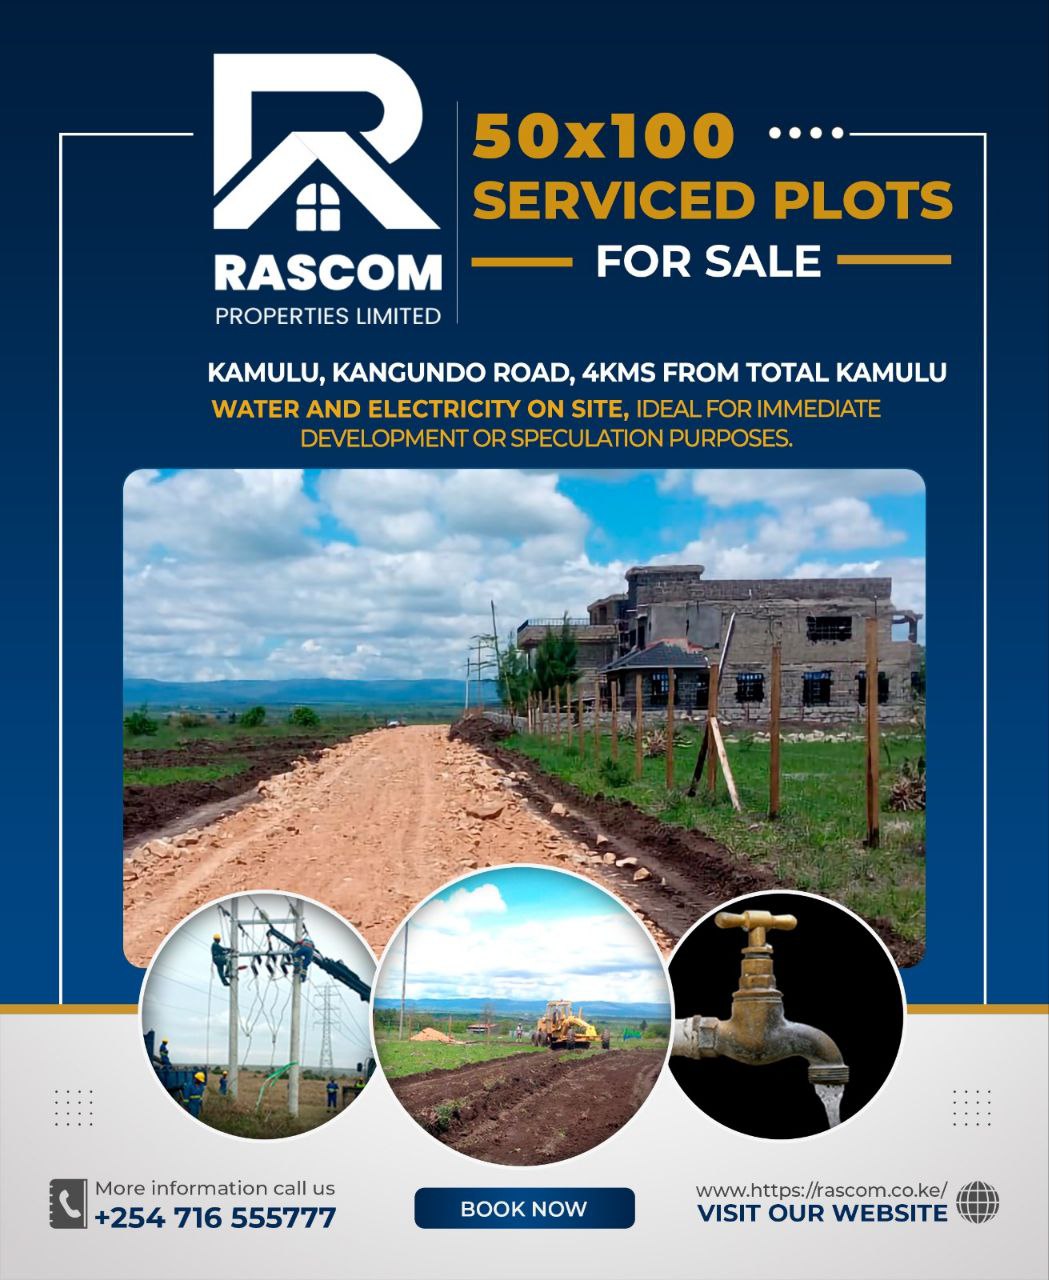 RASCOM
PROPERTIES LIMITED
50x100
SERVICED PLOTS
FOR SALE
KAMULU, KANGUNDO ROAD, 4KMS FROM TOTAL KAMULU
WATER AND ELECTRICITY ON SITE, IDEAL FOR IMMEDIATE
DEVELOPMENT OR SPECULATION PURPOSES.
More information call us
+254 716 555777
BOOK NOW
www.https://rascom.co.ke/
VISIT OUR WEBSITE